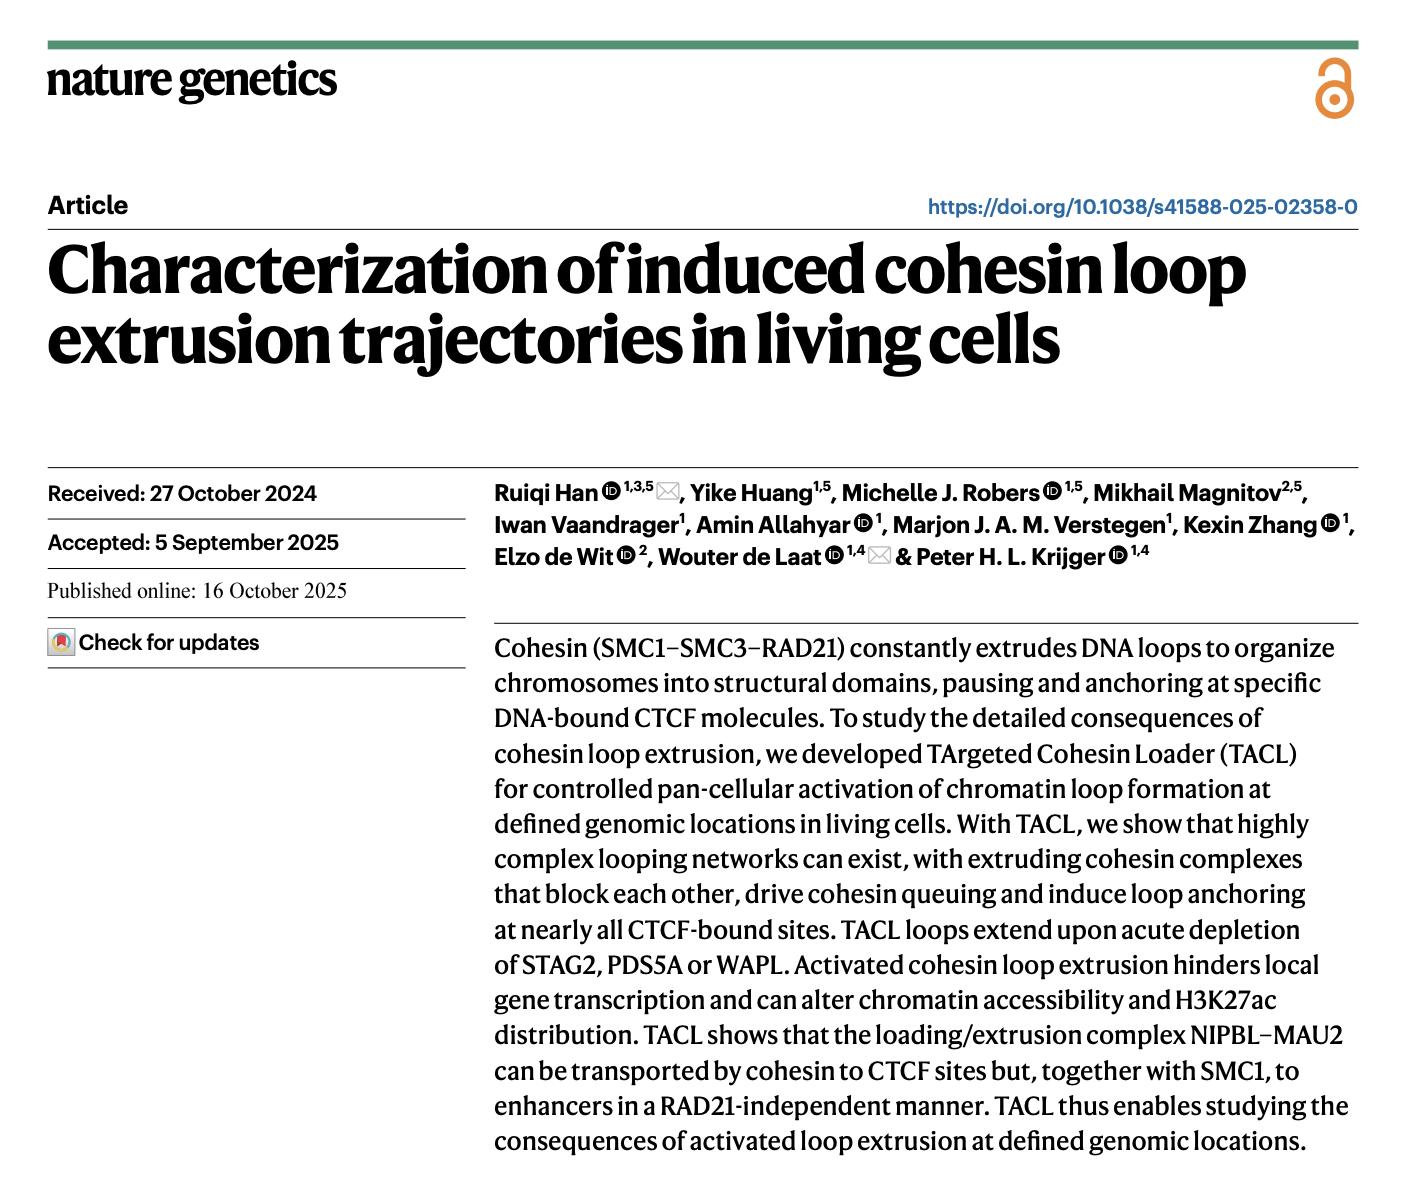 nature genetics
Article
https://doi.org/10.1038/s41588-025-02358-0
Characterization of induced cohesin loop
extrusion trajectories in living cells
Received: 27 October 2024
Accepted: 5 September 2025
Published online: 16 October 2025
Check for updates
Ruiqi Han iD 1,3,5, Yike Huang1,5, Michelle J. Robers iD 1,5, Mikhail Magnitov2,5,
Iwan Vaandrager1, Amin Allahyar iD 1, Marjon J. A. M. Verstegen1, Kexin Zhang iD 1,
Elzo de Wit iD 2, Wouter de Laat iD 1,4 & Peter H. L. Krijger iD 1,4
Cohesin (SMC1–SMC3–RAD21) constantly extrudes DNA loops to organize
chromosomes into structural domains, pausing and anchoring at specific
DNA-bound CTCF molecules. To study the detailed consequences of
cohesin loop extrusion, we developed TArgeted Cohesin Loader (TACL)
for controlled pan-cellular activation of chromatin loop formation at
defined genomic locations in living cells. With TACL, we show that highly
complex looping networks can exist, with extruding cohesin complexes
that block each other, drive cohesin queuing and induce loop anchoring
at nearly all CTCF-bound sites. TACL loops extend upon acute depletion
of STAG2, PDS5A or WAPL. Activated cohesin loop extrusion hinders local
gene transcription and can alter chromatin accessibility and H3K27ac
distribution. TACL shows that the loading/extrusion complex NIPBL–MAU2
can be transported by cohesin to CTCF sites but, together with SMC1, to
enhancers in a RAD21-independent manner. TACL thus enables studying the
consequences of activated loop extrusion at defined genomic locations.